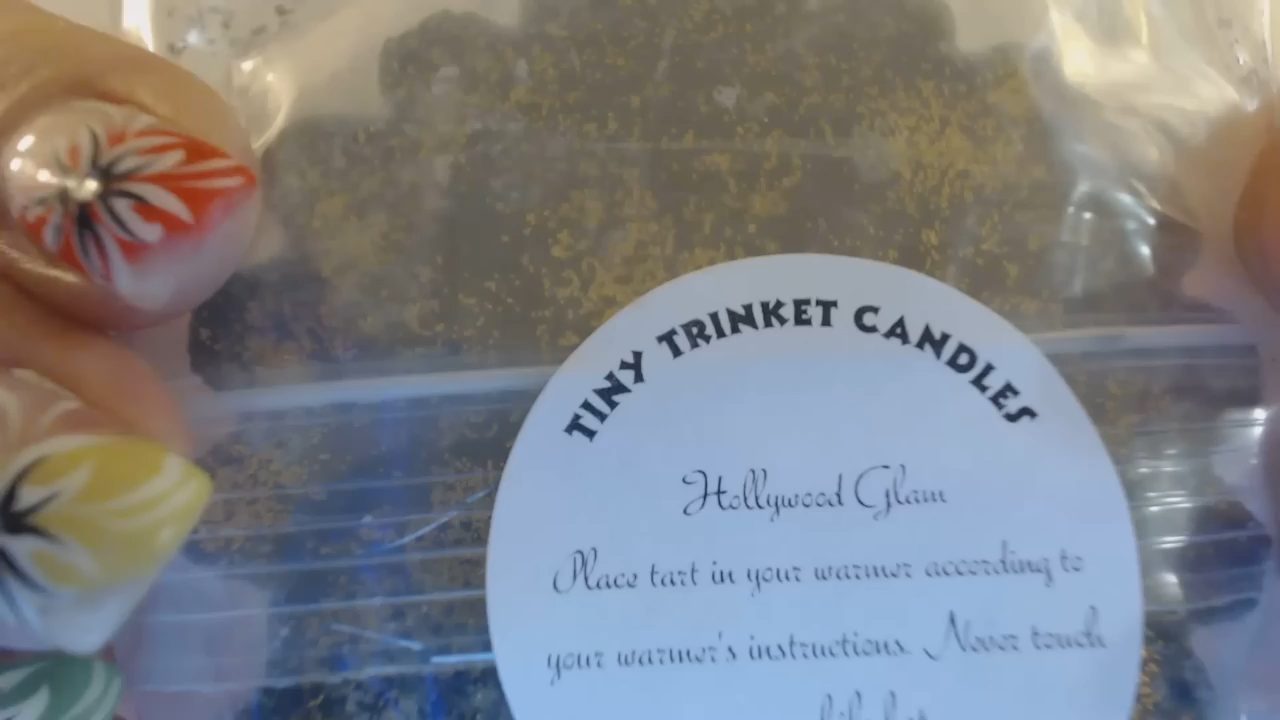 TINY TRINKET CANDLES
Hollywood Glam
Place tart in your warmer according to
your warmer's instructions. Never touch